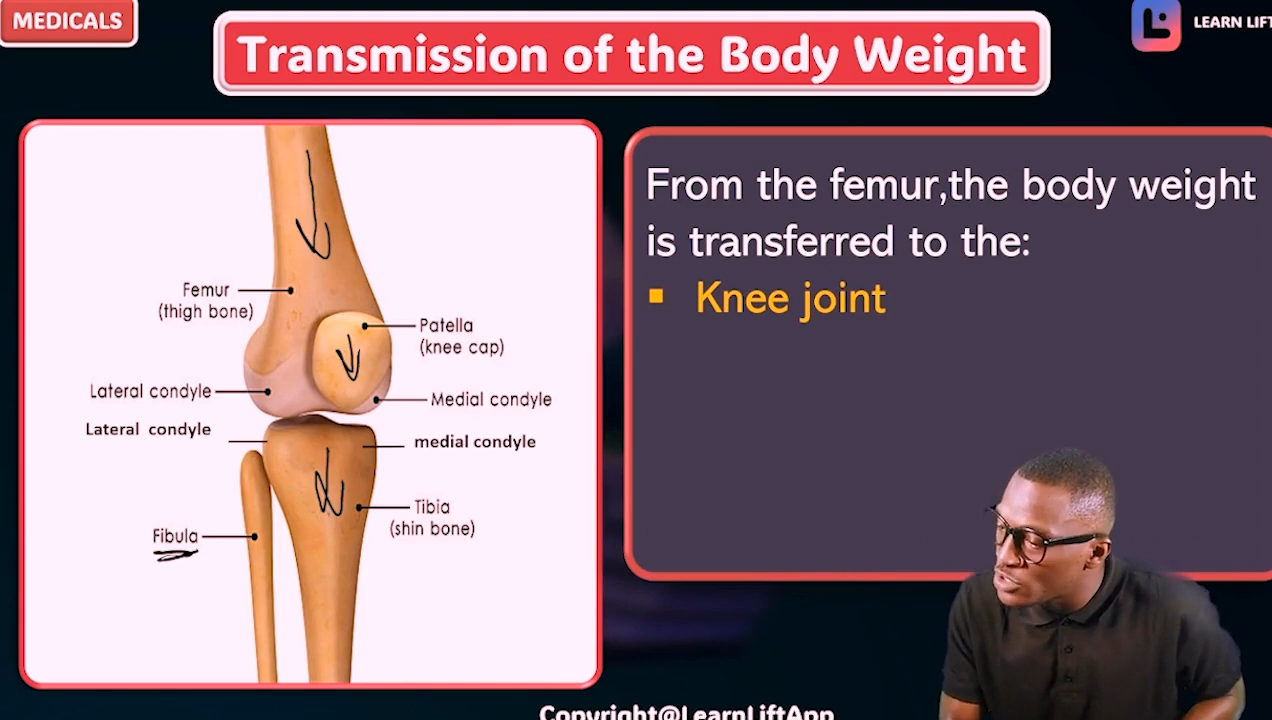 MEDICALS
Transmission of the Body Weight
LEARN LIFT
From the femur,the body weight
is transferred to the:
▪ Knee joint
Femur
(thigh bone)
Patella
(knee cap)
Lateral condyle
Medial condyle
Lateral condyle
medial condyle
Tibia
(shin bone)
Fibula
Copyright@LearnLiftApp